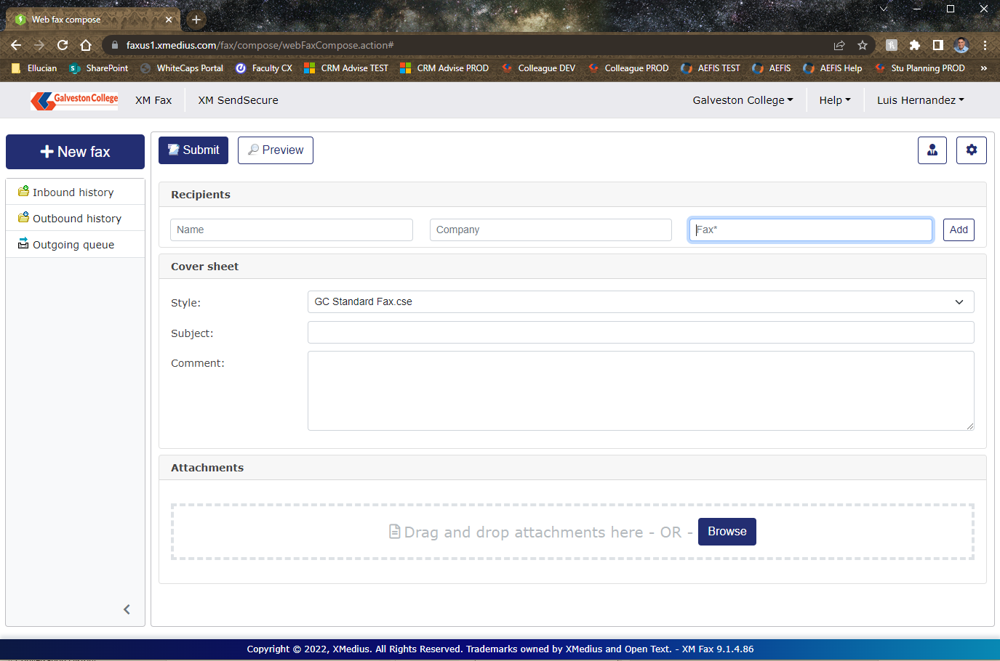 Web fax compose
faxus1.xmedius.com/fax/compose/webFaxCompose.action#
Ellucian SharePoint WhiteCaps Portal Faculty CX CRM Advise TEST CRM Advise PROD Colleague DEV Colleague PROD AEFIS TEST AEFIS AEFIS Help Stu Planning PROD »
Galveston College XM Fax XM SendSecure Galveston College Help Luis Hernandez
New fax
Submit Preview
Inbound history
Outbound history
Outgoing queue
Recipients
Name Company Fax* Add
Cover sheet
Style: GC Standard Fax.cse
Subject:
Comment:
Attachments
Drag and drop attachments here - OR - Browse
Copyright © 2022, XMedius. All Rights Reserved. Trademarks owned by XMedius and Open Text. - XM Fax 9.1.4.86